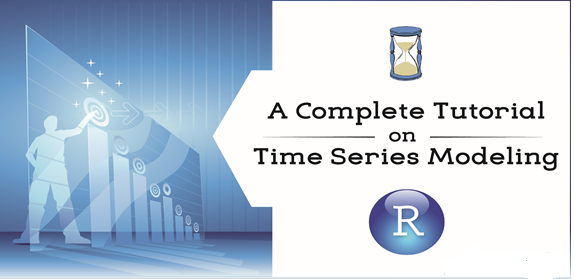 A Complete Tutorial
on
Time Series Modeling
R